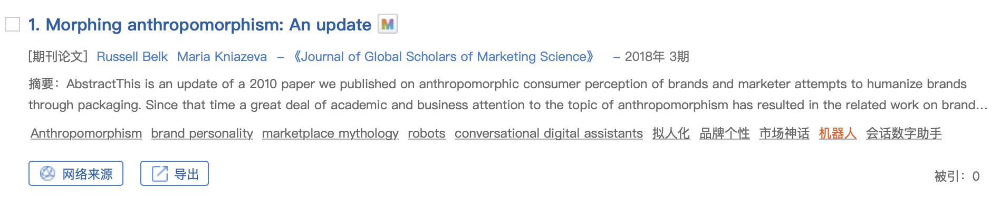 1. Morphing anthropomorphism: An update M
[期刊论文] Russell Belk Maria Kniazeva – 《Journal of Global Scholars of Marketing Science》 – 2018年 3期
摘要：AbstractThis is an update of a 2010 paper we published on anthropomorphic consumer perception of brands and marketer attempts to humanize brands
through packaging. Since that time a great deal of academic and business attention to the topic of anthropomorphism has resulted in the related work on brand...
Anthropomorphism brand personality marketplace mythology robots conversational digital assistants 拟人化 品牌个性 市场神话 机器人 会话数字助手
网络来源 导出 被引：0